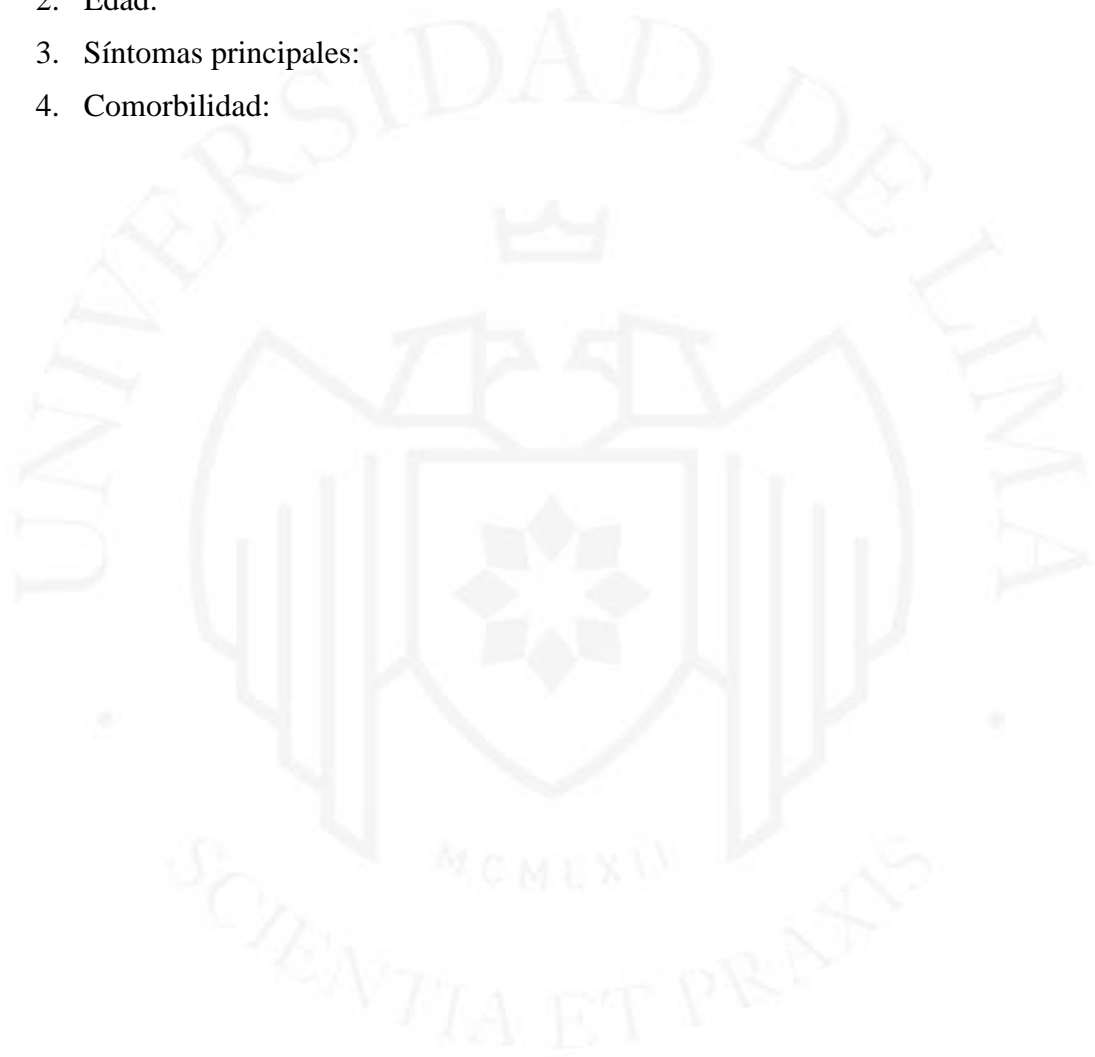 2. Edad:
3. Síntomas principales:
4. Comorbilidad:
UNIVERSIDAD DE LIMA
MCMLXII
SCIENTIA ET PRAXIS